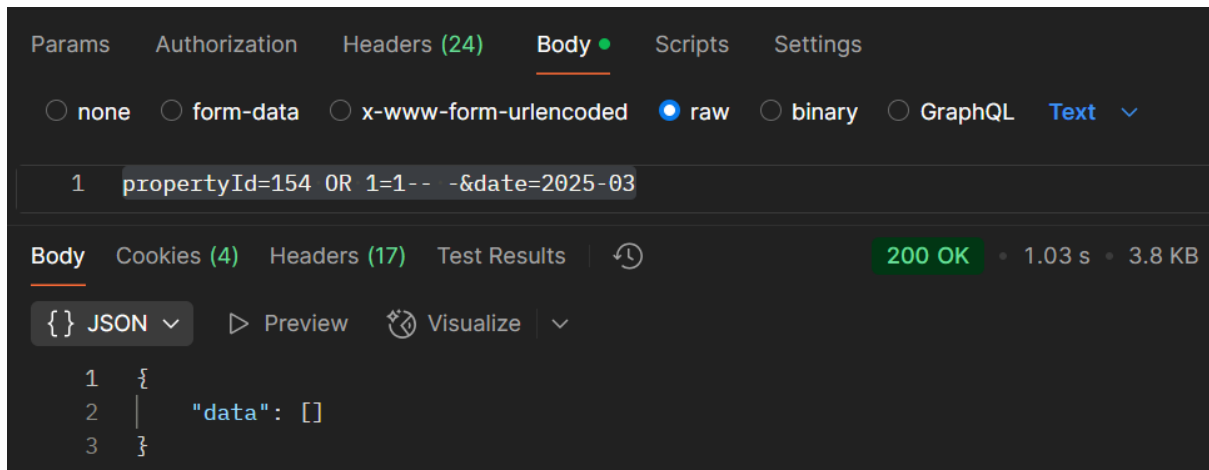 Params Authorization Headers (24) Body Scripts Settings
none form-data x-www-form-urlencoded raw binary GraphQL Text
1 propertyId=154 OR 1=1-- -&date=2025-03
Body Cookies (4) Headers (17) Test Results 200 OK • 1.03 s • 3.8 KB
{} JSON Preview Visualize
1 {
2 "data": []
3 }